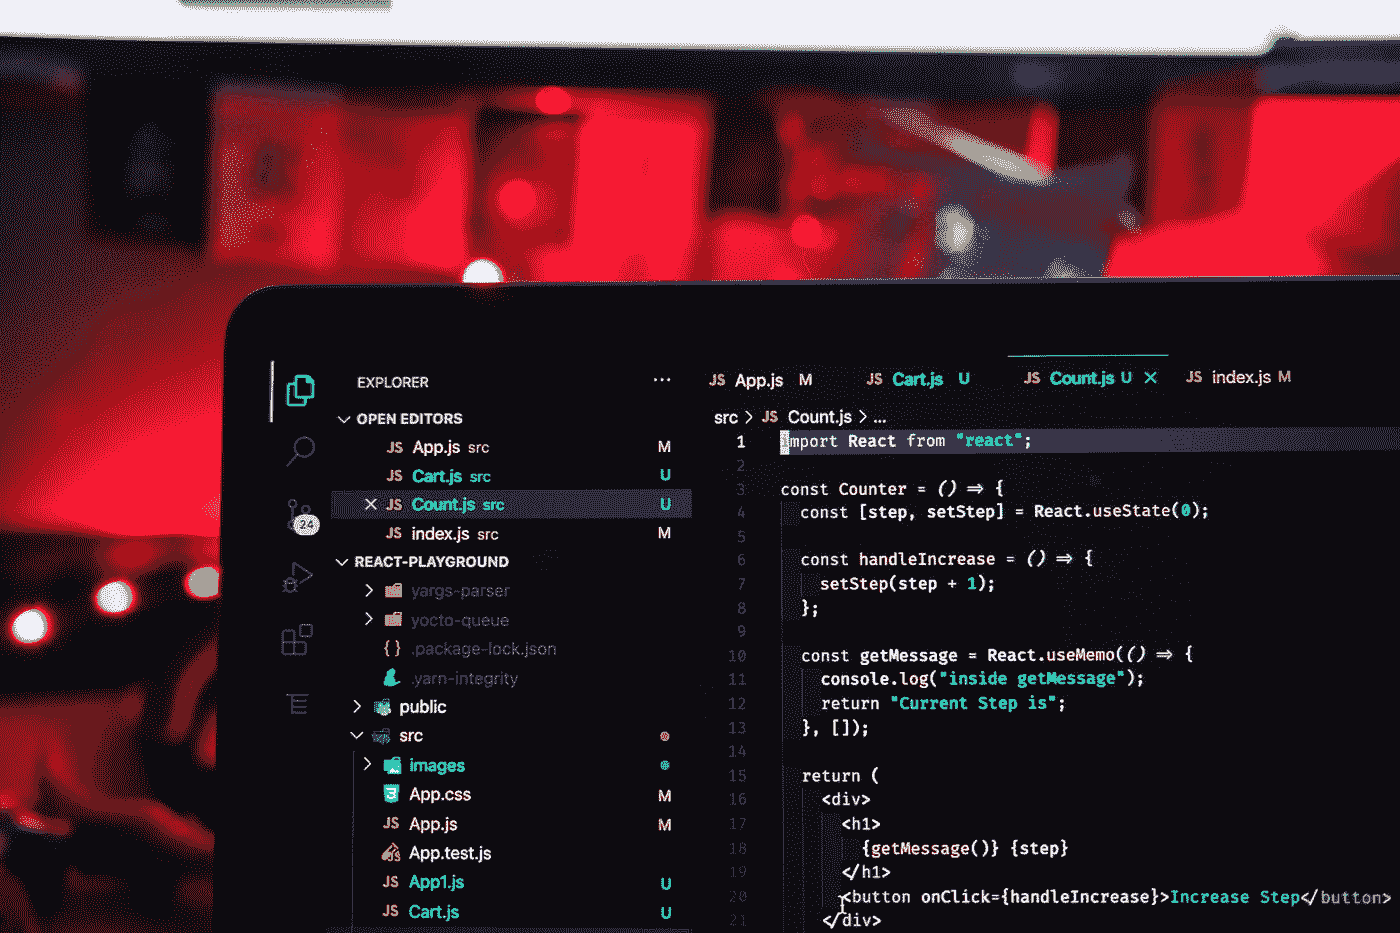 EXPLORER ...
OPEN EDITORS
JS App.js src M
JS Cart.js src U
JS Count.js src U
JS index.js src M
24
REACT-PLAYGROUND
yargs-parser
yocto-queue
{} .package-lock.json
.yarn-integrity
public
src
images
App.css M
JS App.js M
App.test.js
JS App1.js U
JS Cart.js U
JS App.js M JS Cart.js U JS Count.js U JS index.js M
src > JS Count.js > ...
1 import React from "react";
2
3 const Counter = () => {
4 const [step, setStep] = React.useState(0);
5
6 const handleIncrease = () => {
7 setStep(step + 1);
8 };
9
10 const getMessage = React.useMemo(() => {
11 console.log("inside getMessage");
12 return "Current Step is";
13 }, []);
14
15 return (
16 <div>
17 <h1>
18 {getMessage()} {step}
19 </h1>
20 <button onClick={handleIncrease}>Increase Step</button>
21 </div>